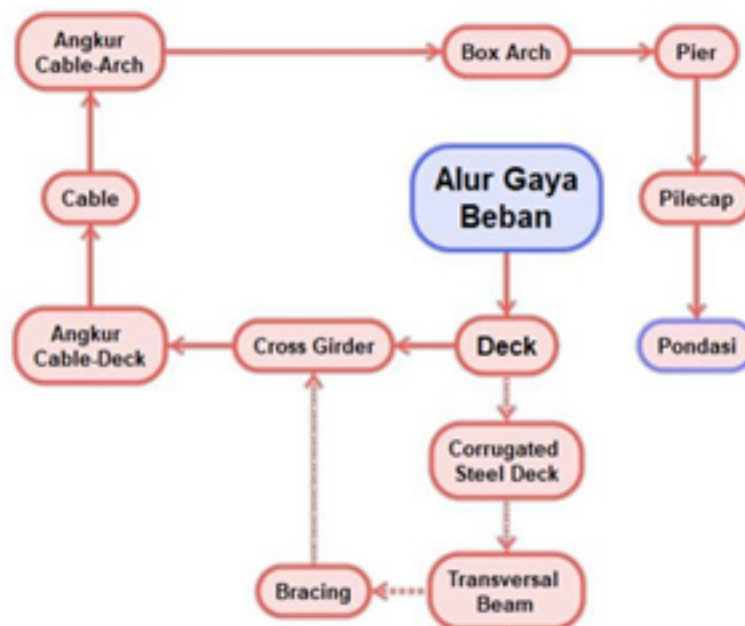 Angkur
Cable-Arch
Box Arch
Pier
Cable
Alur Gaya
Beban
Pilecap
Angkur
Cable-Deck
Cross Girder
Deck
Pondasi
Corrugated
Steel Deck
Bracing
Transversal
Beam